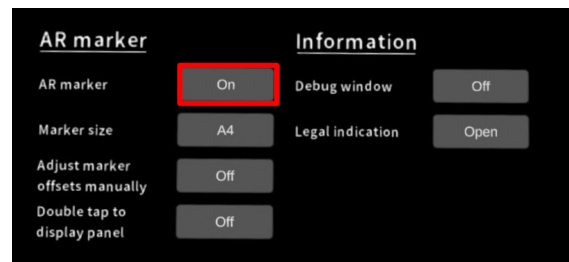 AR marker
AR marker On
Marker size A4
Adjust marker
offsets manually Off
Double tap to
display panel Off
Information
Debug window Off
Legal indication Open